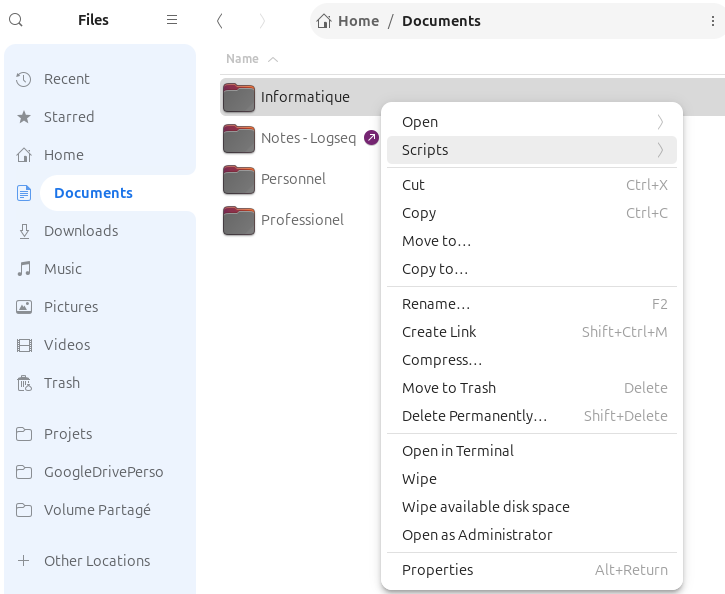 Files
Home / Documents
Recent
Starred
Home
Documents
Downloads
Music
Pictures
Videos
Trash
Projets
GoogleDrivePerso
Volume Partagé
Other Locations
Name
Informatique
Notes - Logseq
Personnel
Professionel
Open
Scripts
Cut Ctrl+X
Copy Ctrl+C
Move to…
Copy to…
Rename… F2
Create Link Shift+Ctrl+M
Compress…
Move to Trash Delete
Delete Permanently… Shift+Delete
Open in Terminal
Wipe
Wipe available disk space
Open as Administrator
Properties Alt+Return